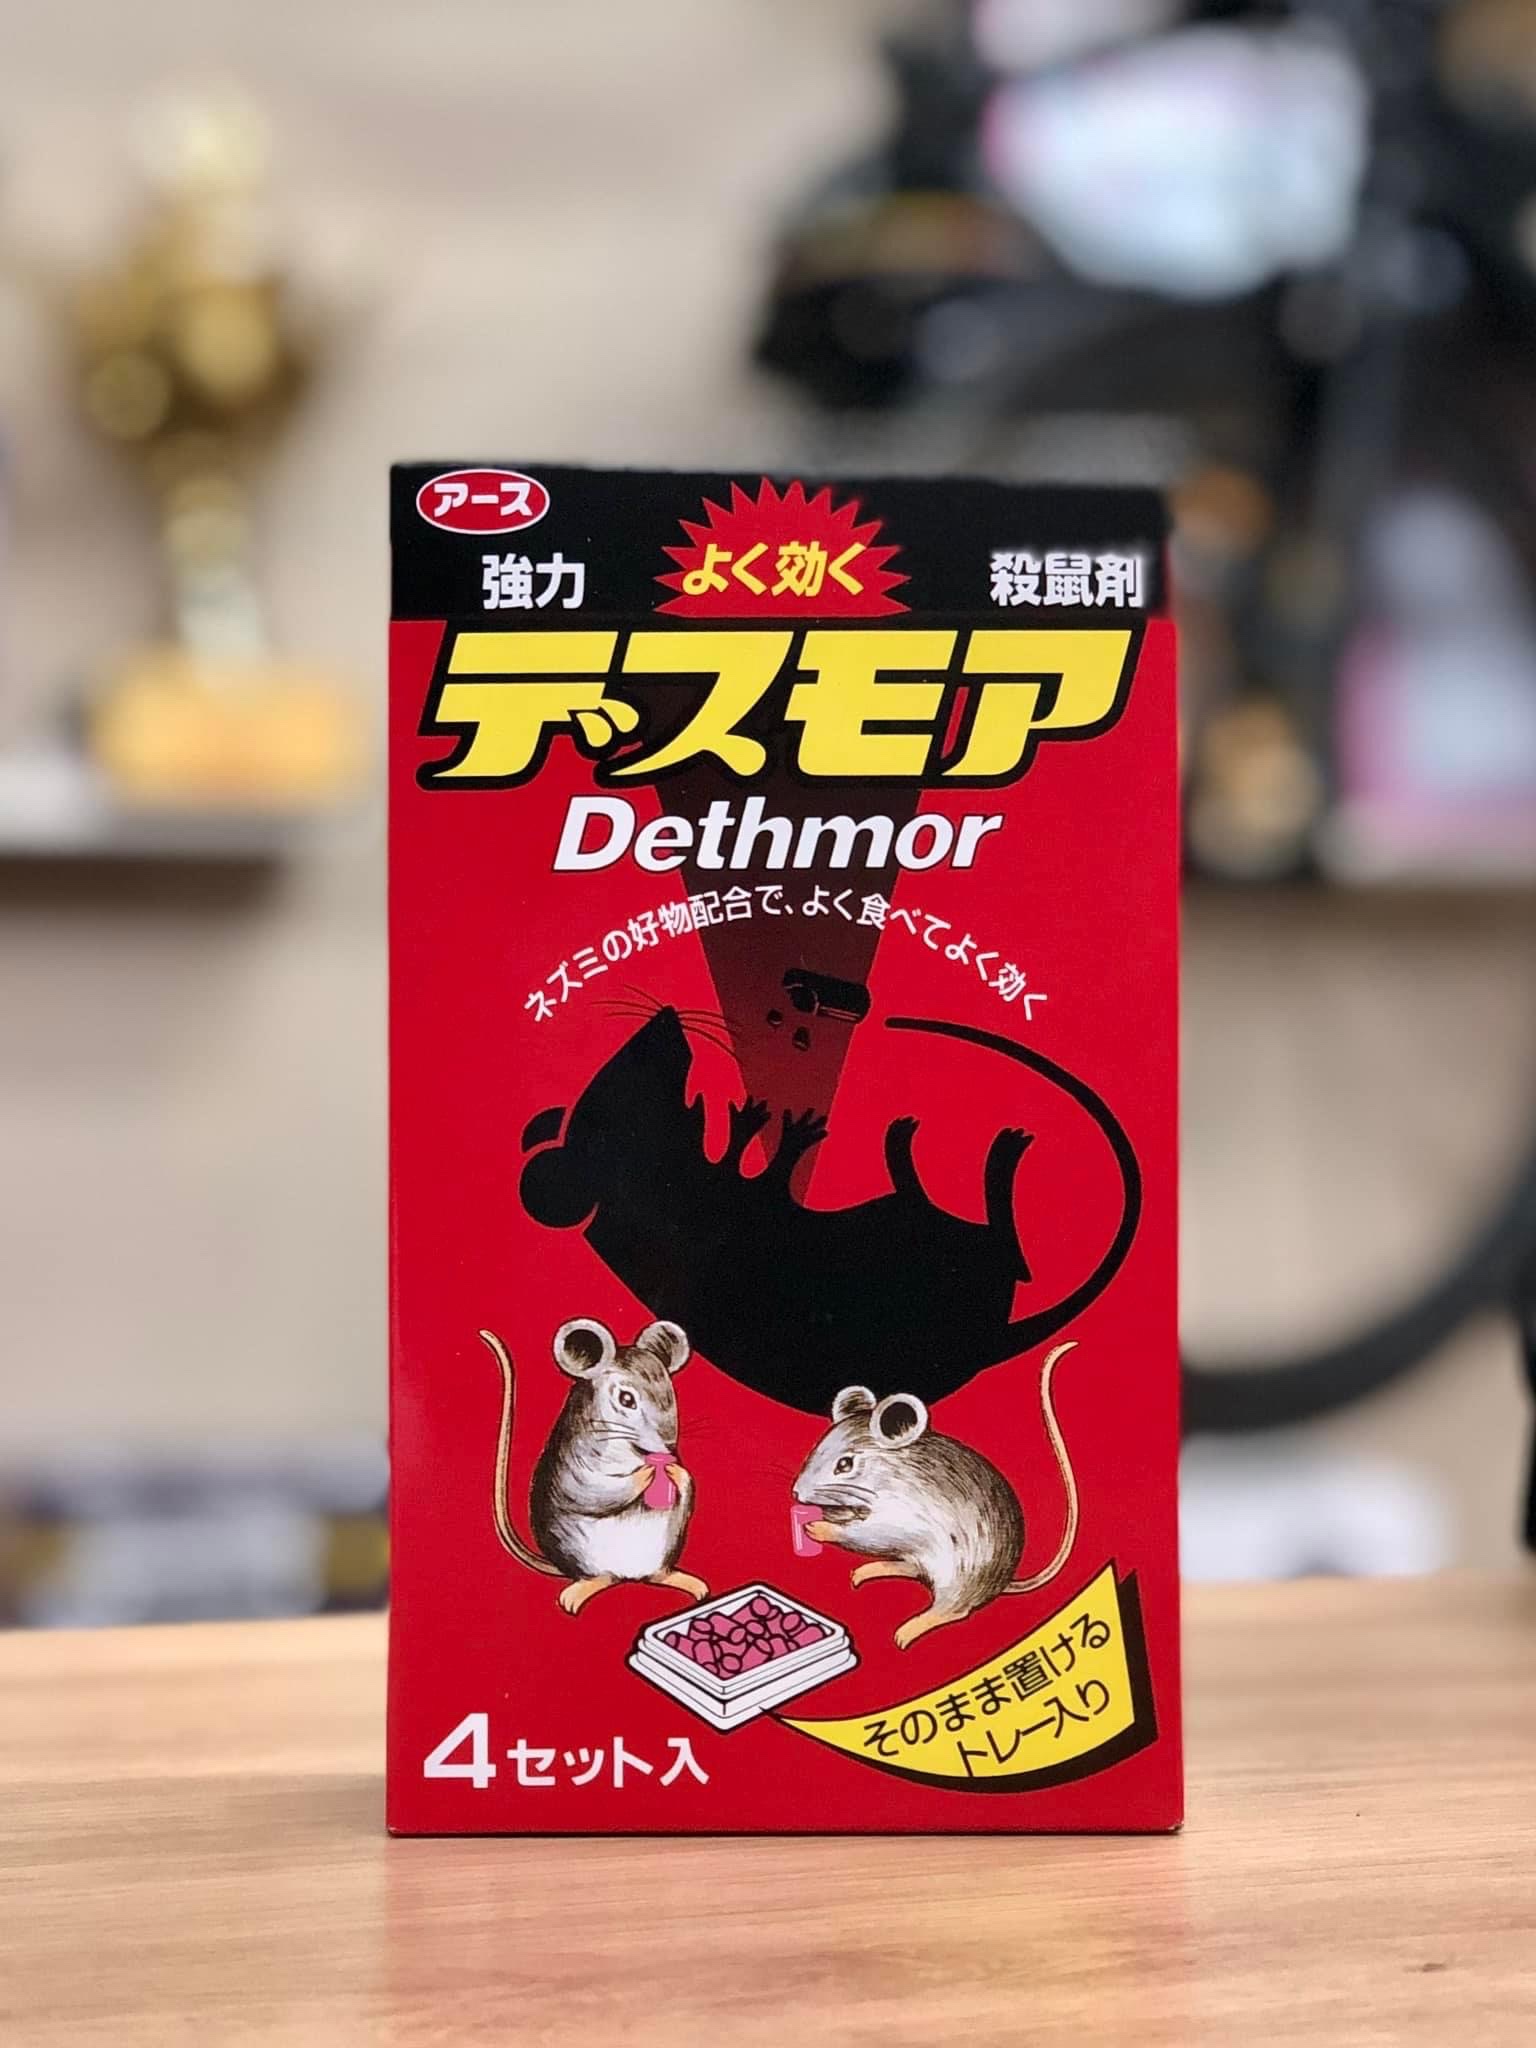 アース
強力
よく効く
殺鼠剤
デスモア
Dethmor
ネズミの好物配合で、よく食べてよく効く
そのまま置ける
トレー入り
4セット入